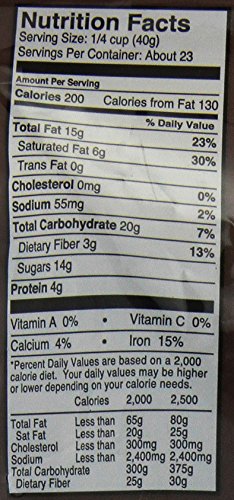 Nutrition Facts
Serving Size: 1/4 cup (40g)
Servings Per Container: About 23
Amount Per Serving
Calories 200 Calories from Fat 130
% Daily Value
Total Fat 15g 23%
Saturated Fat 6g 30%
Trans Fat 0g
Cholesterol 0mg 0%
Sodium 55mg 2%
Total Carbohydrate 20g 7%
Dietary Fiber 3g 13%
Sugars 14g
Protein 4g
Vitamin A 0% • Vitamin C 0%
Calcium 4% • Iron 15%
*Percent Daily Values are based on a 2,000
calorie diet. Your daily values may be higher
or lower depending on your calorie needs.
Calories 2,000 2,500
Total Fat Less than 65g 80g
Sat Fat Less than 20g 25g
Cholesterol Less than 300mg 300mg
Sodium Less than 2,400mg 2,400mg
Total Carbohydrate 300g 375g
Dietary Fiber 25g 30g